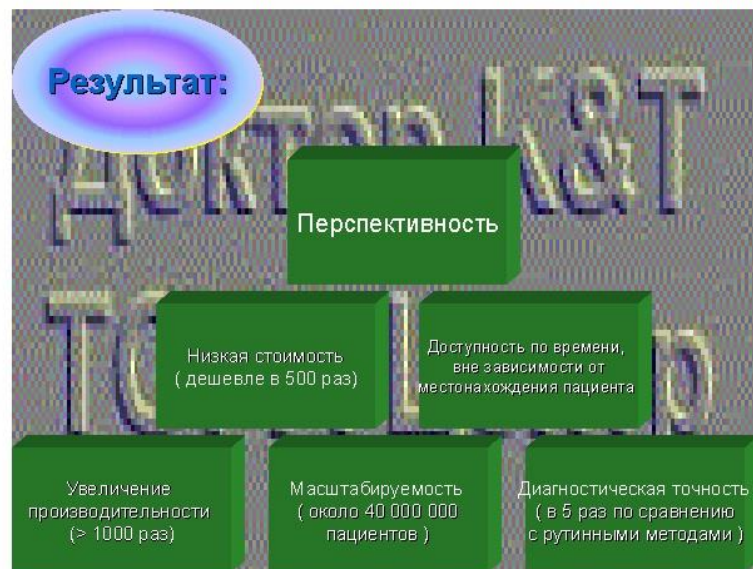 Результат:
Доктор k&T
Перспективность
Низкая стоимость
( дешевле в 500 раз)
Доступность по времени,
вне зависимости от
местонахождения пациента
Увеличение
производительности
(> 1000 раз)
Масштабируемость
( около 40 000 000
пациентов )
Диагностическая точность
( в 5 раз по сравнению
с рутинными методами )